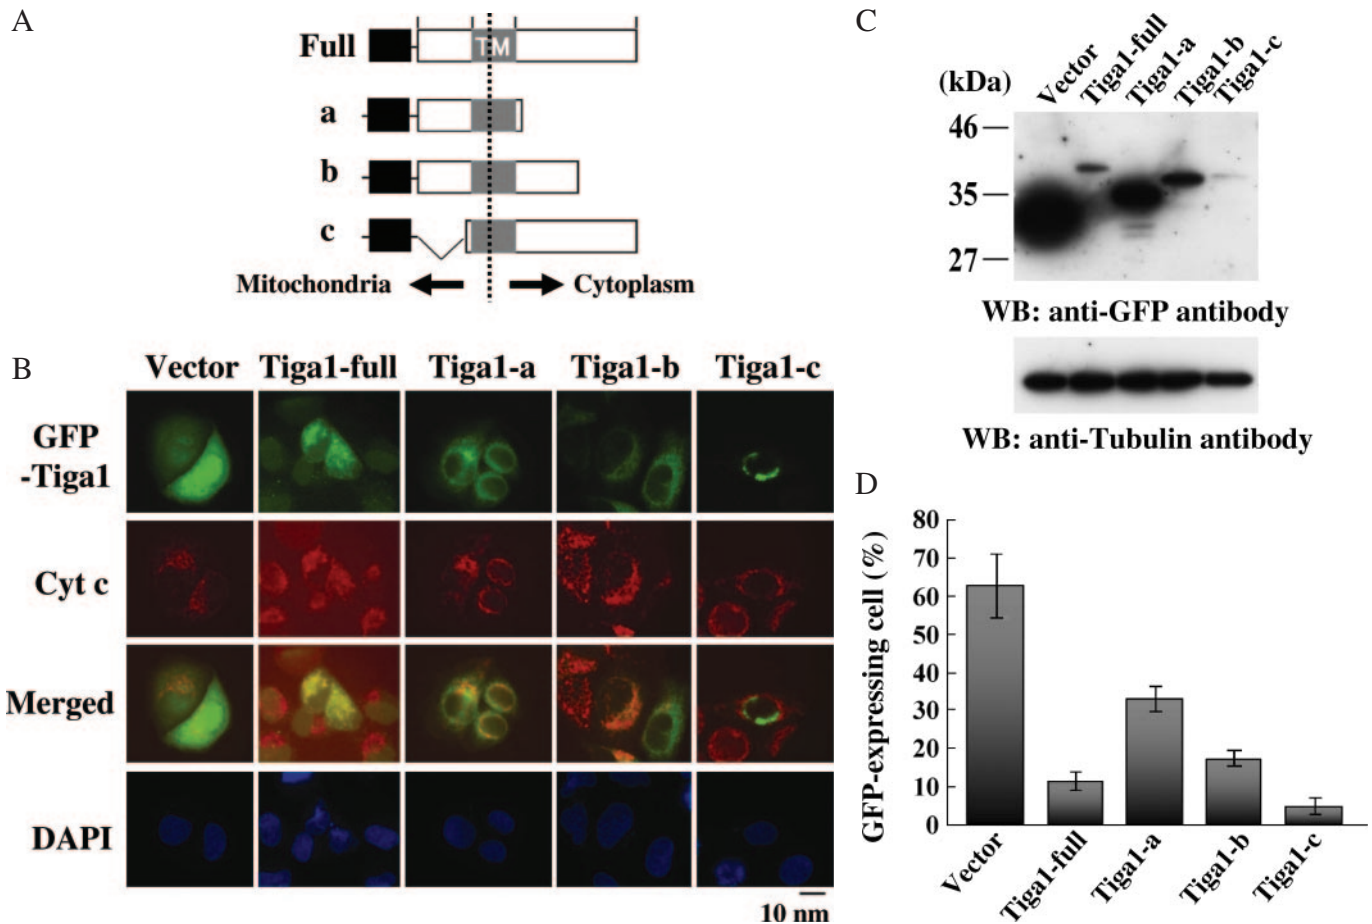 A
Full
TM
a
b
c
Mitochondria
Cytoplasm
B
Vector Tiga1-full Tiga1-a Tiga1-b Tiga1-c
GFP
-Tiga1
Cyt c
Merged
DAPI
10 nm
C
(kDa)
Vector
Tiga1-full
Tiga1-a
Tiga1-b
Tiga1-c
46
35
27
WB: anti-GFP antibody
WB: anti-Tubulin antibody
D
GFP-expressing cell (%)
80
70
60
50
40
30
20
10
0
Vector
Tiga1-full
Tiga1-a
Tiga1-b
Tiga1-c